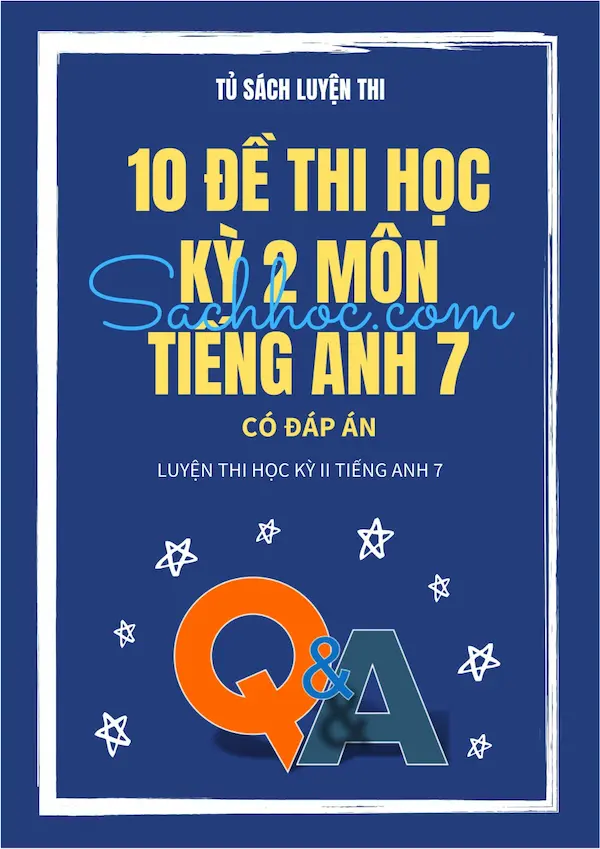 TỦ SÁCH LUYỆN THI
10 ĐỀ THI HỌC
KỲ 2 MÔN
Sachhoc.com
TIẾNG ANH 7
CÓ ĐÁP ÁN
LUYỆN THI HỌC KỲ II TIẾNG ANH 7
Q&A